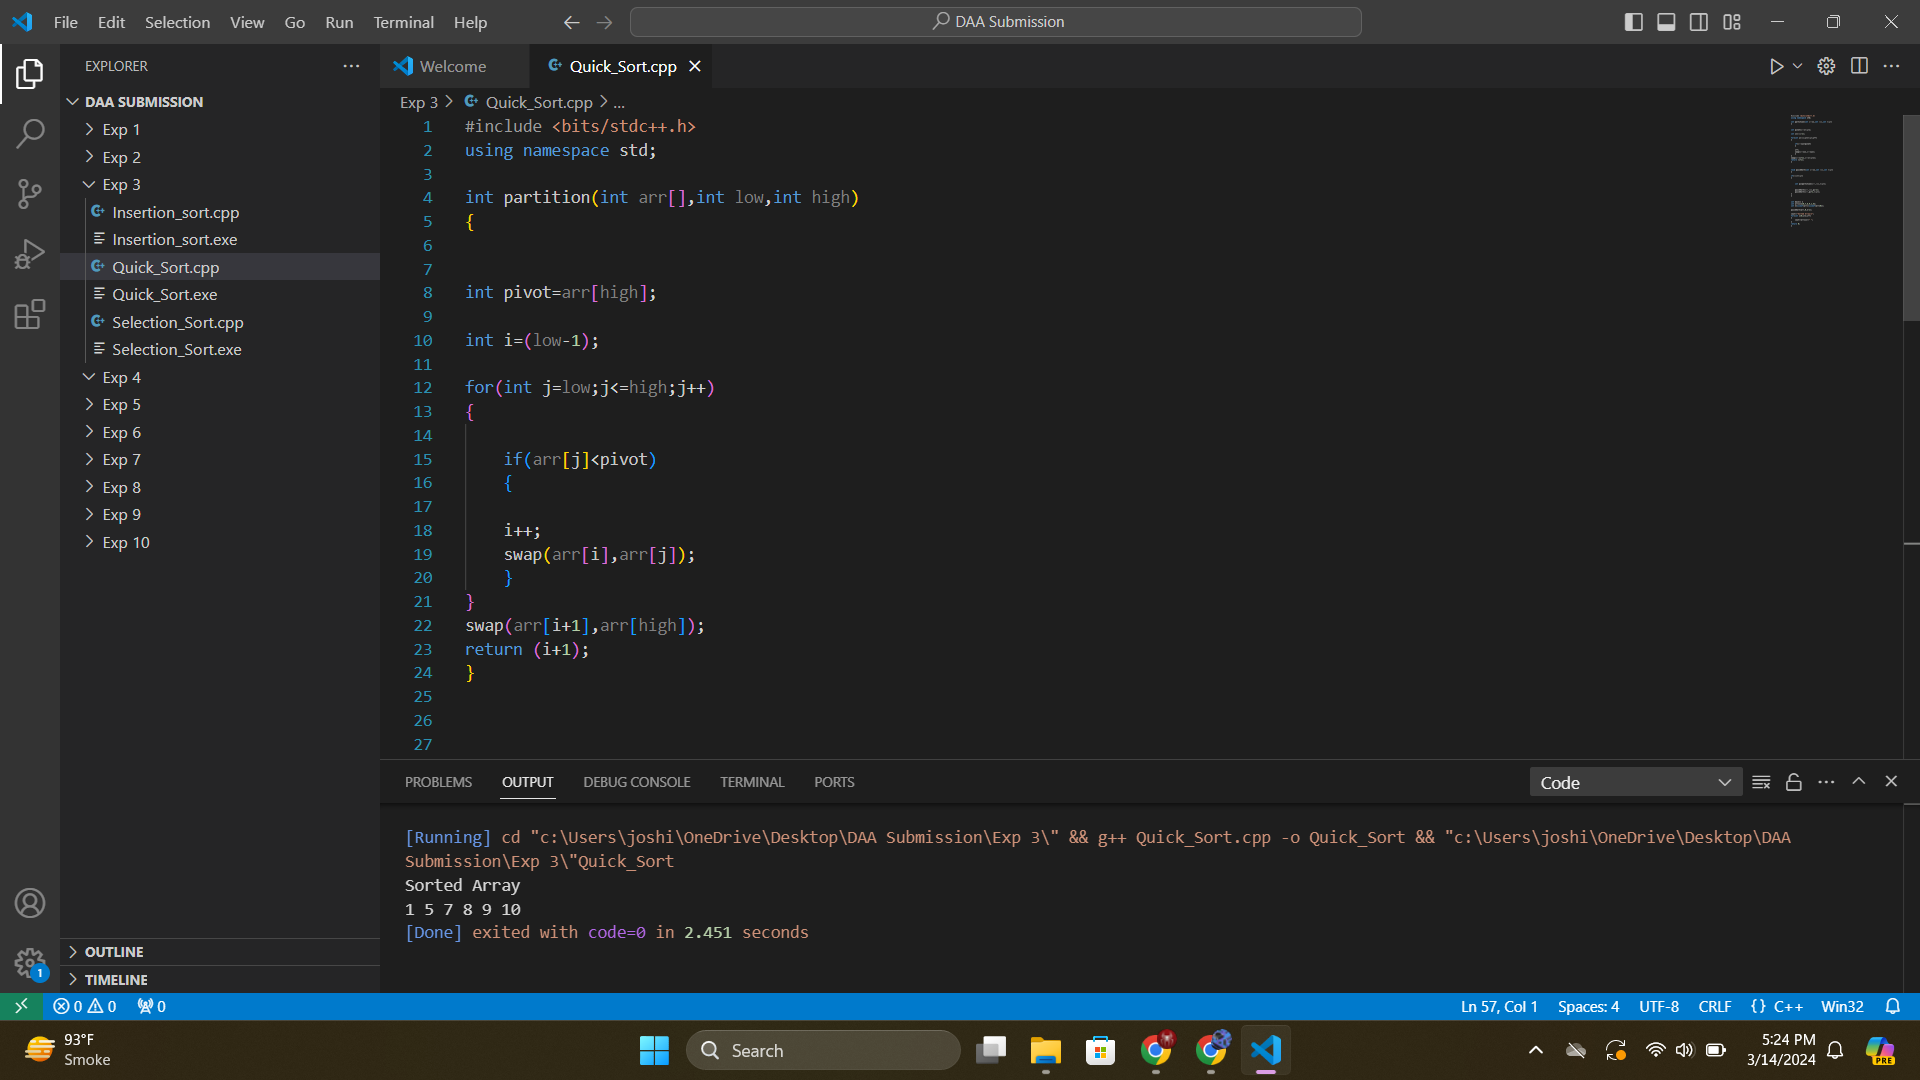 File Edit Selection View Go Run Terminal Help
DAA Submission
EXPLORER
DAA SUBMISSION
Exp 1
Exp 2
Exp 3
Insertion_sort.cpp
Insertion_sort.exe
Quick_Sort.cpp
Quick_Sort.exe
Selection_Sort.cpp
Selection_Sort.exe
Exp 4
Exp 5
Exp 6
Exp 7
Exp 8
Exp 9
Exp 10
OUTLINE
TIMELINE
1
Welcome Quick_Sort.cpp
Exp 3 > Quick_Sort.cpp > ...
1 #include <bits/stdc++.h>
2 using namespace std;
3
4 int partition(int arr[],int low,int high)
5 {
6
7
8 int pivot=arr[high];
9
10 int i=(low-1);
11
12 for(int j=low;j<=high;j++)
13 {
14
15 if(arr[j]<pivot)
16 {
17
18 i++;
19 swap(arr[i],arr[j]);
20 }
21 }
22 swap(arr[i+1],arr[high]);
23 return (i+1);
24 }
25
26
27
PROBLEMS OUTPUT DEBUG CONSOLE TERMINAL PORTS
Code
[Running] cd "c:\Users\joshi\OneDrive\Desktop\DAA Submission\Exp 3\" && g++ Quick_Sort.cpp -o Quick_Sort && "c:\Users\joshi\OneDrive\Desktop\DAA
Submission\Exp 3\"Quick_Sort
Sorted Array
1 5 7 8 9 10
[Done] exited with code=0 in 2.451 seconds
0 0 0
Ln 57, Col 1 Spaces: 4 UTF-8 CRLF {} C++ Win32
93°F
Smoke
Search
5:24 PM
3/14/2024
PRE